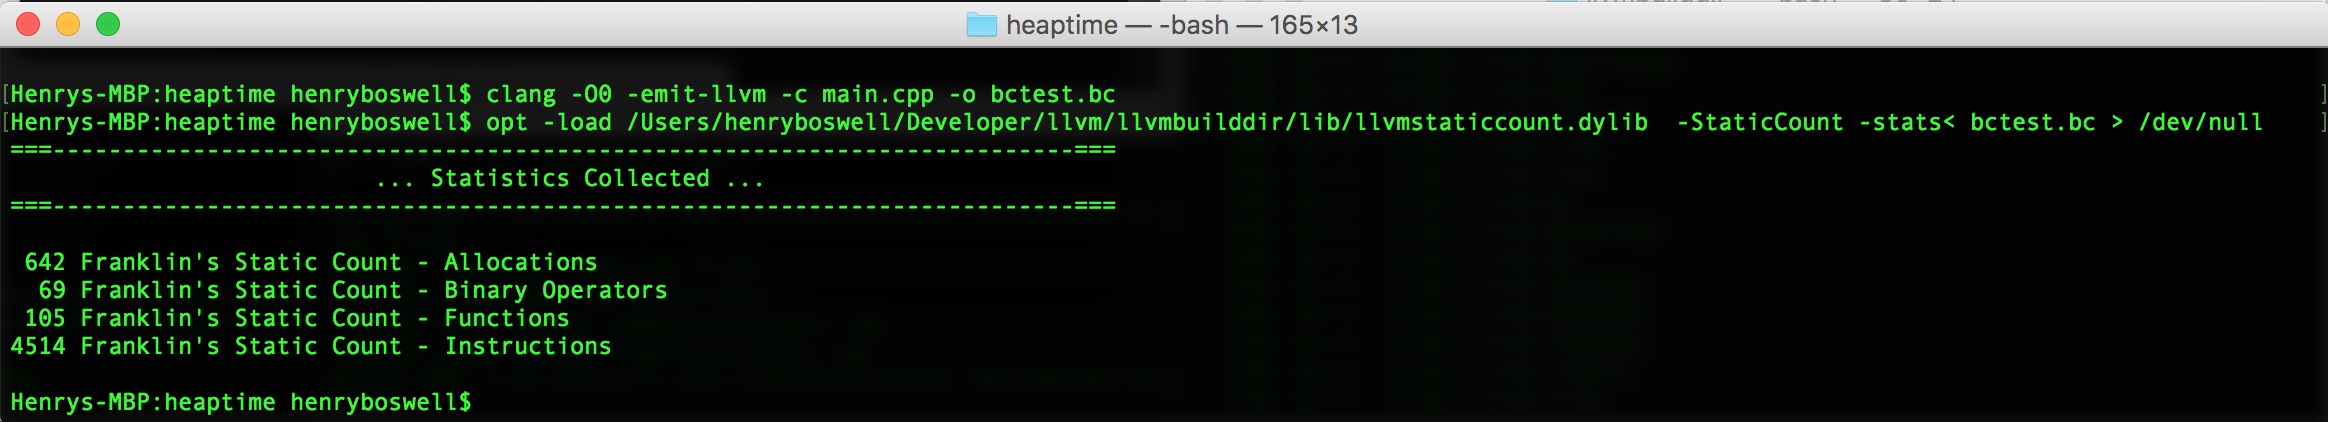 heaptime — -bash — 165×13
[Henrys-MBP:heaptime henryboswell$ clang -O0 -emit-llvm -c main.cpp -o bctest.bc ]
[Henrys-MBP:heaptime henryboswell$ opt -load /Users/henryboswell/Developer/llvm/llvmbuilddir/lib/llvmstaticcount.dylib  -StaticCount -stats< bctest.bc > /dev/null ]
===-------------------------------------------------------------------------===
... Statistics Collected ...
===-------------------------------------------------------------------------===
642 Franklin's Static Count - Allocations
69 Franklin's Static Count - Binary Operators
105 Franklin's Static Count - Functions
4514 Franklin's Static Count - Instructions
Henrys-MBP:heaptime henryboswell$